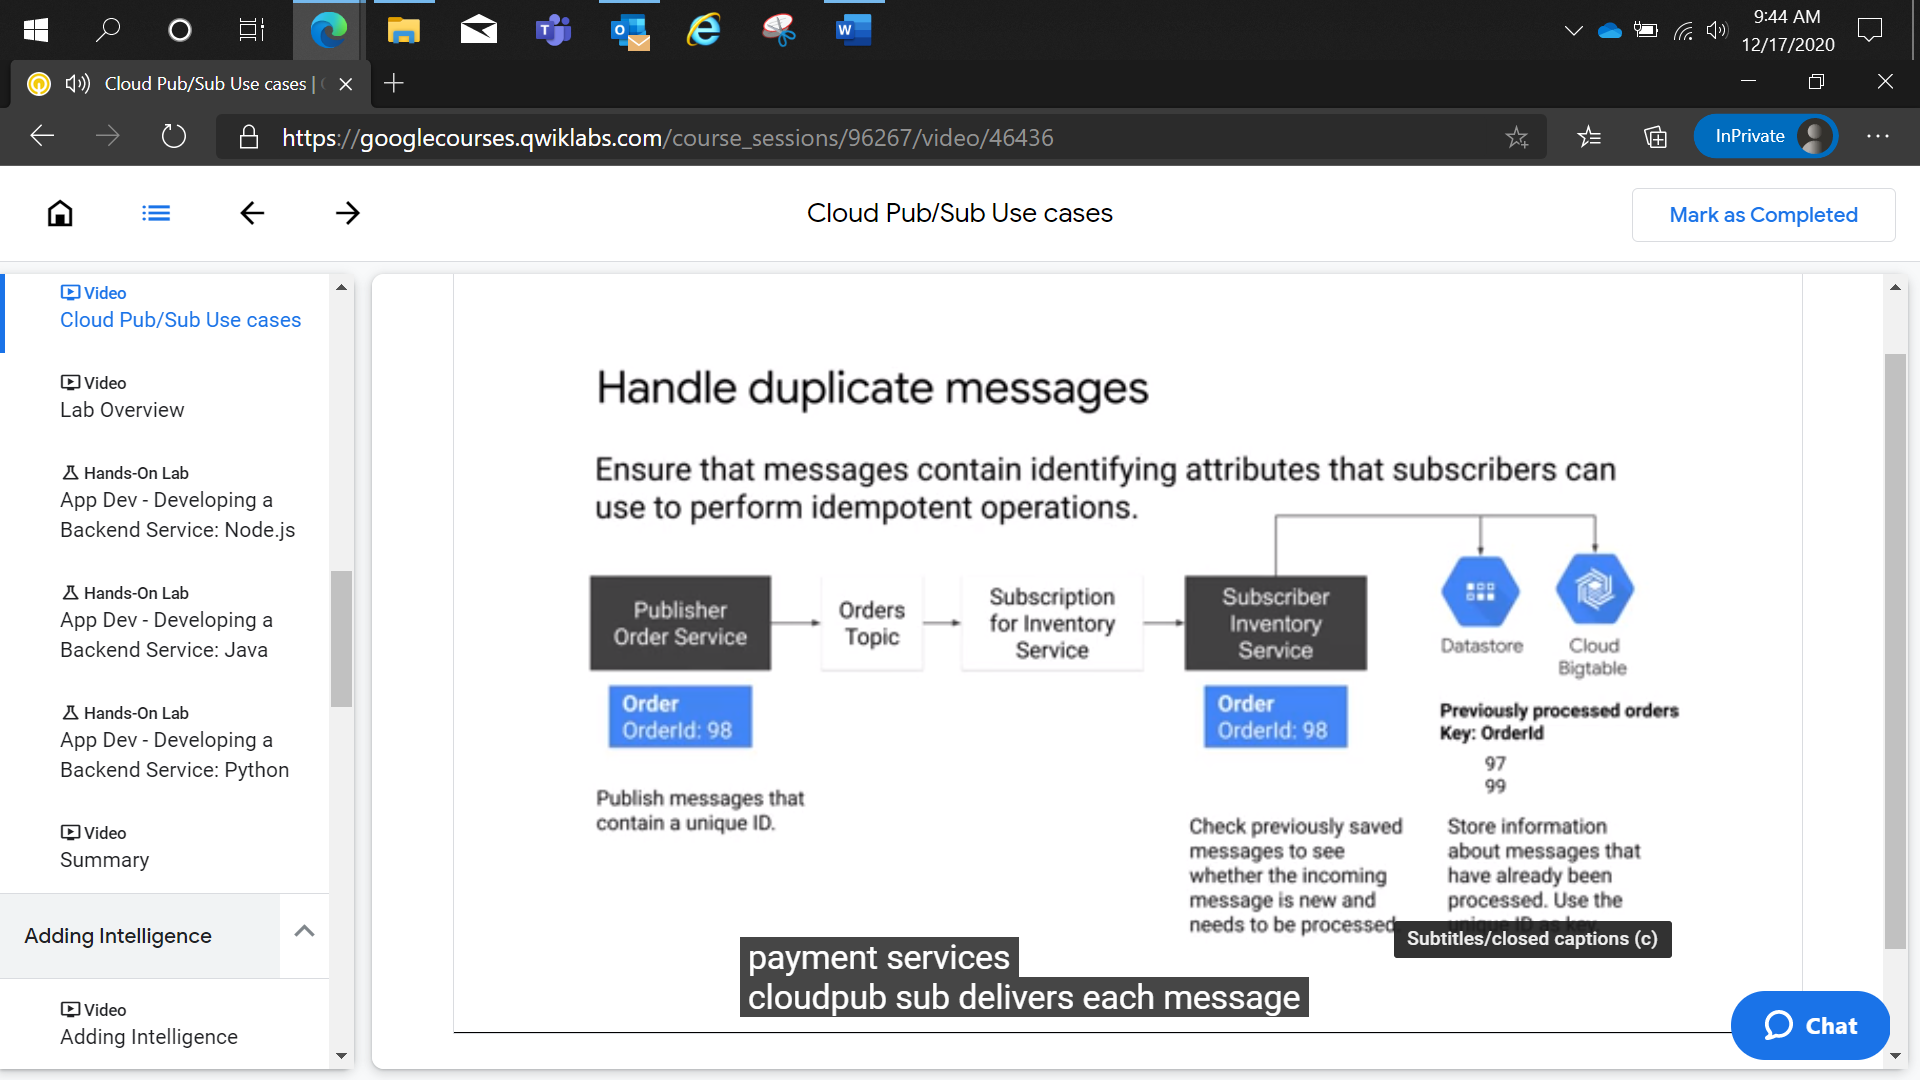 9:44 AM
12/17/2020
Cloud Pub/Sub Use cases |
https://googlecourses.qwiklabs.com/course_sessions/96267/video/46436
InPrivate
Cloud Pub/Sub Use cases
Mark as Completed
Video
Cloud Pub/Sub Use cases
Video
Lab Overview
Hands-On Lab
App Dev - Developing a
Backend Service: Node.js
Hands-On Lab
App Dev - Developing a
Backend Service: Java
Hands-On Lab
App Dev - Developing a
Backend Service: Python
Video
Summary
Adding Intelligence
Video
Adding Intelligence
Handle duplicate messages
Ensure that messages contain identifying attributes that subscribers can
use to perform idempotent operations.
Publisher
Order Service
Orders
Topic
Subscription
for Inventory
Service
Subscriber
Inventory
Service
Datastore
Cloud
Bigtable
Order
OrderId: 98
Order
OrderId: 98
Previously processed orders
Key: OrderId
97
99
Publish messages that
contain a unique ID.
Check previously saved
messages to see
whether the incoming
message is new and
needs to be processed
Store information
about messages that
have already been
processed. Use the
unique ID as key.
Subtitles/closed captions (c)
payment services
cloudpub sub delivers each message
Chat